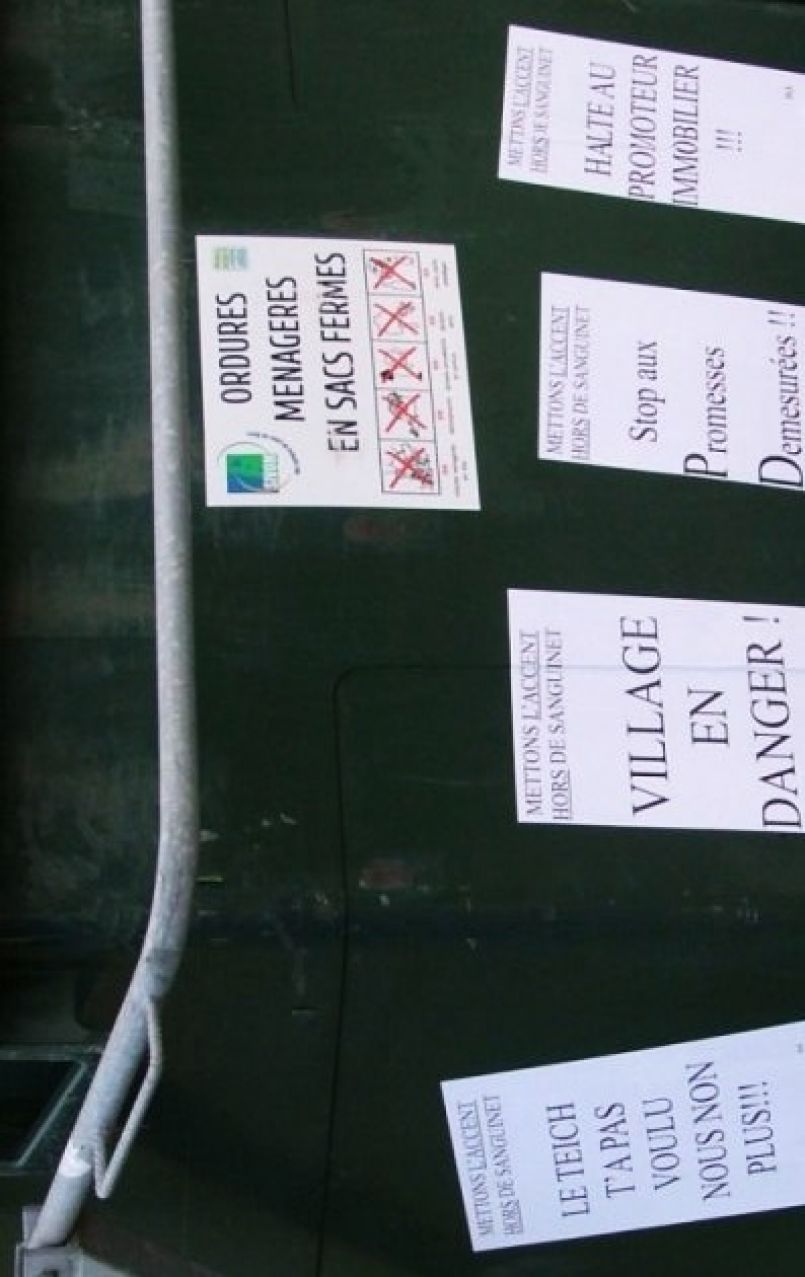 ORDURES
MENAGERES
EN SACS FERMES
METTONS L'ACCENT
HORS DE SANGUINET
LE TEICH
T'A PAS
VOULU
NOUS NON
PLUS!!!
METTONS L'ACCENT
HORS DE SANGUINET
VILLAGE
EN
DANGER !
METTONS L'ACCENT
HORS DE SANGUINET
Stop aux
Promesses
Demesurées !!
METTONS L'ACCENT
HORS DE SANGUINET
HALTE AU
PROMOTEUR
IMMOBILIER
!!!